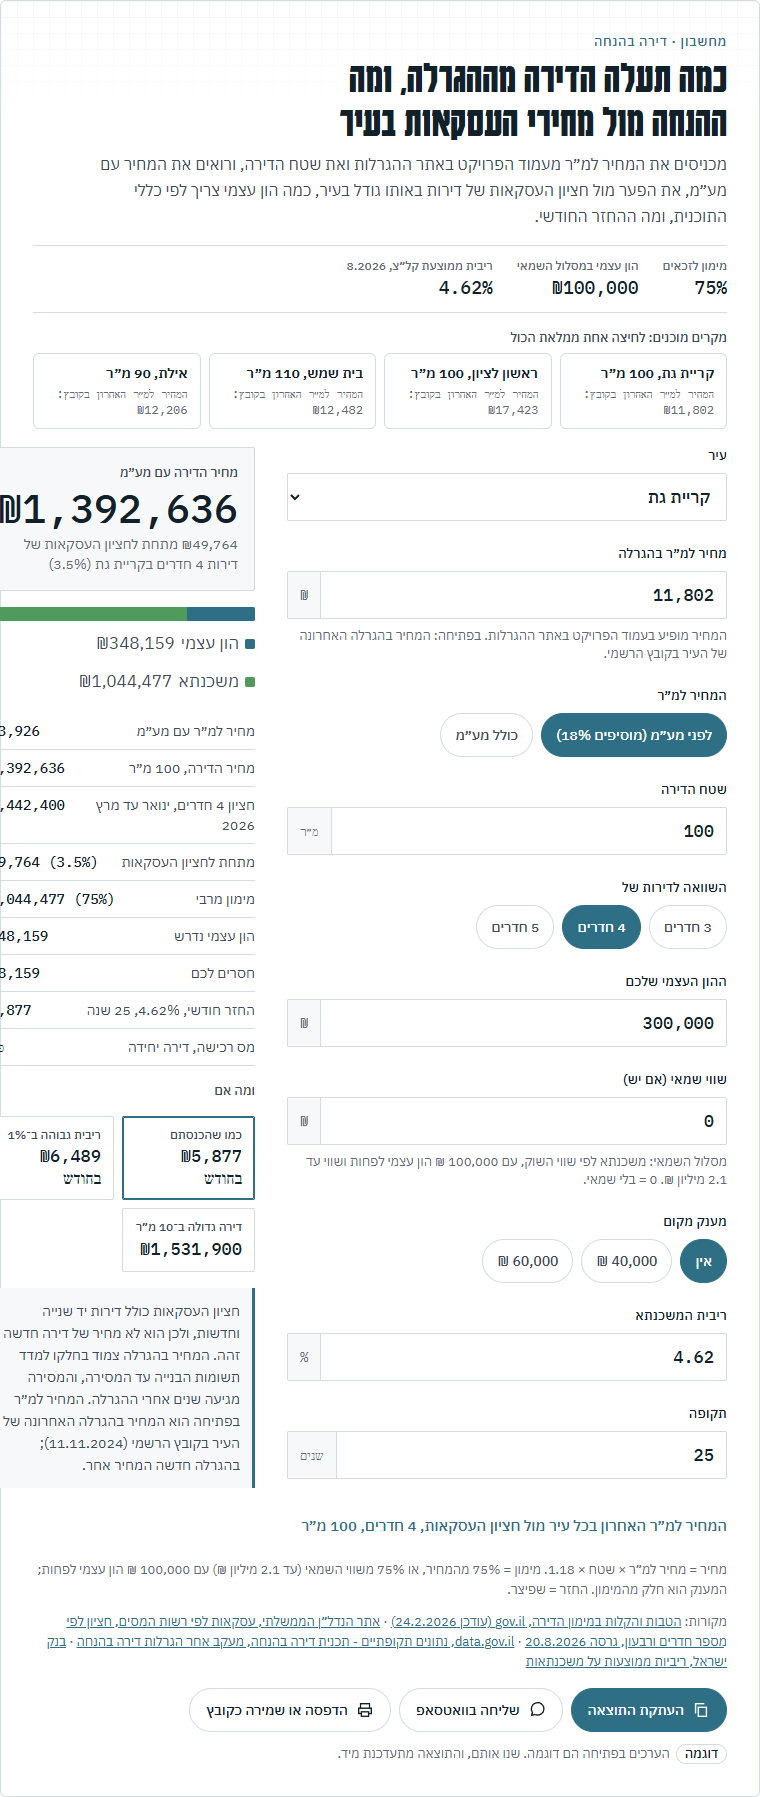 מחשבון · דירה בהנחה
כמה תעלה הדירה מההגרלה, ומה
ההנחה מול מחירי העסקאות בעיר
מכניסים את המחיר למ״ר מעמוד הפרויקט באתר ההגרלות ואת שטח הדירה, ורואים את המחיר עם
מע״מ, את הפער מול חציון העסקאות של דירות באותו גודל בעיר, כמה הון עצמי צריך לפי כללי
התוכנית, ומה ההחזר החודשי.
מימון לזכאים
75%
הון עצמי במסלול השמאי
₪100,000
ריבית ממוצעת קל״צ, 8.2026
4.62%
מקרים מוכנים: לחיצה אחת ממלאת הכול
קריית גת, 100 מ״ר
המחיר למ״ר האחרון בקובץ:
₪11,802
ראשון לציון, 100 מ״ר
המחיר למ״ר האחרון בקובץ:
₪17,423
בית שמש, 110 מ״ר
המחיר למ״ר האחרון בקובץ:
₪12,482
אילת, 90 מ״ר
המחיר למ״ר האחרון בקובץ:
₪12,206
עיר
קריית גת
מחיר למ״ר בהגרלה
11,802
₪
המחיר מופיע בעמוד הפרויקט באתר ההגרלות. בפתיחה: המחיר בהגרלה האחרונה
של העיר בקובץ הרשמי.
המחיר למ״ר
לפני מע״מ (מוסיפים 18%)
כולל מע״מ
שטח הדירה
100
מ״ר
השוואה לדירות של
3 חדרים
4 חדרים
5 חדרים
ההון העצמי שלכם
300,000
₪
שווי שמאי (אם יש)
0
₪
מסלול השמאי: משכנתא לפי שווי השוק, עם 100,000 ₪ הון עצמי לפחות ושווי עד
2.1 מיליון ₪. 0 = בלי שמאי.
מענק מקום
אין
40,000 ₪
60,000 ₪
ריבית המשכנתא
4.62
%
תקופה
25
שנים
מחיר הדירה עם מע״מ
₪1,392,636
₪49,764 מתחת לחציון העסקאות של
דירות 4 חדרים בקריית גת (3.5%)
הון עצמי ₪348,159
משכנתא ₪1,044,477
מחיר למ״ר עם מע״מ 3,926
מחיר הדירה, 100 מ״ר ,392,636
חציון 4 חדרים, ינואר עד מרץ ,442,400
2026
מתחת לחציון העסקאות 9,764 (3.5%)
מימון מרבי ,044,477 (75%)
הון עצמי נדרש 48,159
חסרים לכם 8,159
החזר חודשי, 4.62%, 25 שנה ,877
מס רכישה, דירה יחידה
ומה אם
כמו שהכנסתם
₪5,877
בחודש
ריבית גבוהה ב־1%
₪6,489
בחודש
דירה גדולה ב־10 מ״ר
₪1,531,900
חציון העסקאות כולל דירות יד שנייה
וחדשות, ולכן הוא לא מחיר של דירה חדשה
זהה. המחיר בהגרלה צמוד בחלקו למדד
תשומות הבנייה עד המסירה, והמסירה
מגיעה שנים אחרי ההגרלה. המחיר למ״ר
בפתיחה הוא המחיר בהגרלה האחרונה של
העיר בקובץ הרשמי (11.11.2024);
בהגרלה חדשה המחיר אחר.
המחיר למ״ר האחרון בכל עיר מול חציון העסקאות, 4 חדרים, 100 מ״ר
מחיר = מחיר למ״ר × שטח × 1.18. מימון = 75% מהמחיר, או 75% משווי השמאי (עד 2.1 מיליון ₪) עם 100,000 ₪ הון עצמי לפחות;
המענק הוא חלק מהמימון. החזר = שפיצר.
מקורות: הטבות והקלות במימון הדירה, gov.il (עודכן 24.2.2026) · אתר הנדל״ן הממשלתי, עסקאות לפי רשות המסים, חציון לפי
מספר חדרים ורבעון, גרסה 20.8.2026 · data.gov.il, נתונים תקופתיים - תכנית דירה בהנחה, מעקב אחר הגרלות דירה בהנחה · בנק
ישראל, ריביות ממוצעות על משכנתאות
העתקת התוצאה
שליחה בוואטסאפ
הדפסה או שמירה כקובץ
דוגמה הערכים בפתיחה הם דוגמה. שנו אותם, והתוצאה מתעדכנת מיד.